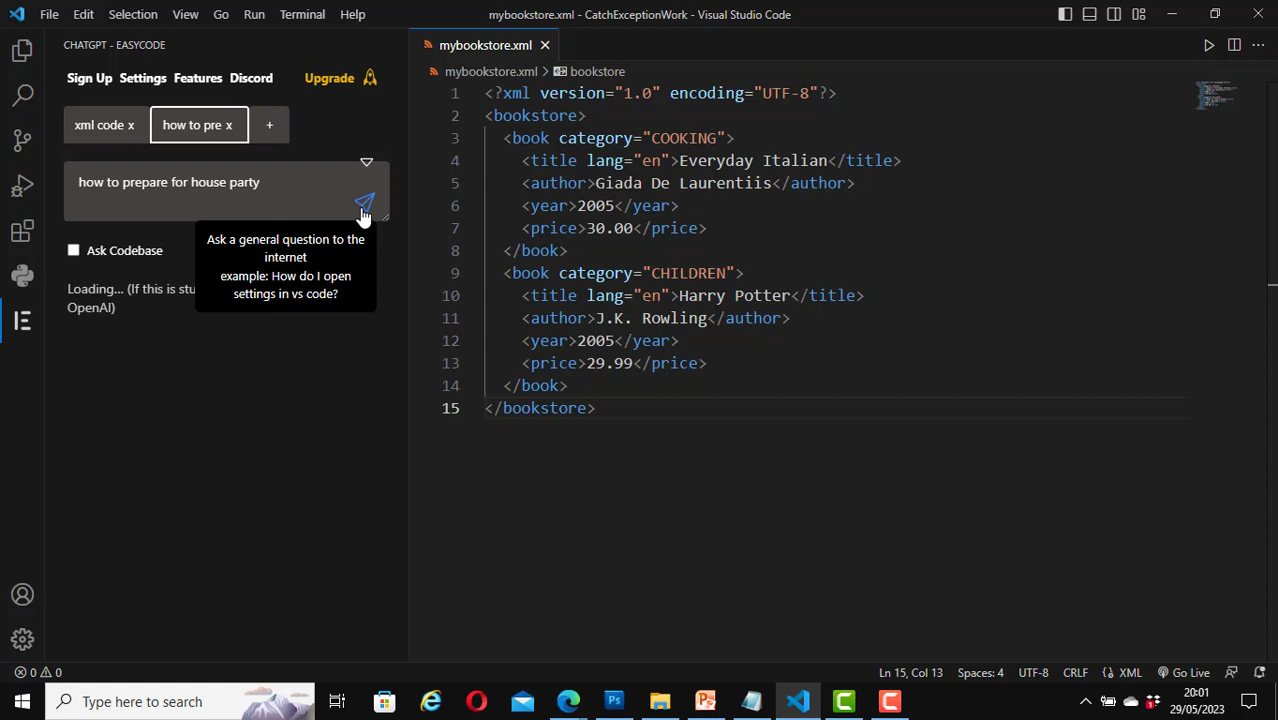 File Edit Selection View Go Run Terminal Help
mybookstore.xml - CatchExceptionWork - Visual Studio Code
CHATGPT - EASYCODE
Sign Up Settings Features Discord Upgrade
xml code x how to pre x +
how to prepare for house party
Ask Codebase
Ask a general question to the
internet
example: How do I open
settings in vs code?
Loading... (If this is stu
OpenAI)
mybookstore.xml
mybookstore.xml > bookstore
1 <?xml version="1.0" encoding="UTF-8"?>
2 <bookstore>
3 <book category="COOKING">
4 <title lang="en">Everyday Italian</title>
5 <author>Giada De Laurentiis</author>
6 <year>2005</year>
7 <price>30.00</price>
8 </book>
9 <book category="CHILDREN">
10 <title lang="en">Harry Potter</title>
11 <author>J.K. Rowling</author>
12 <year>2005</year>
13 <price>29.99</price>
14 </book>
15 </bookstore>
0 0
Ln 15, Col 13 Spaces: 4 UTF-8 CRLF {} XML Go Live
Type here to search
Ps
20:01
29/05/2023